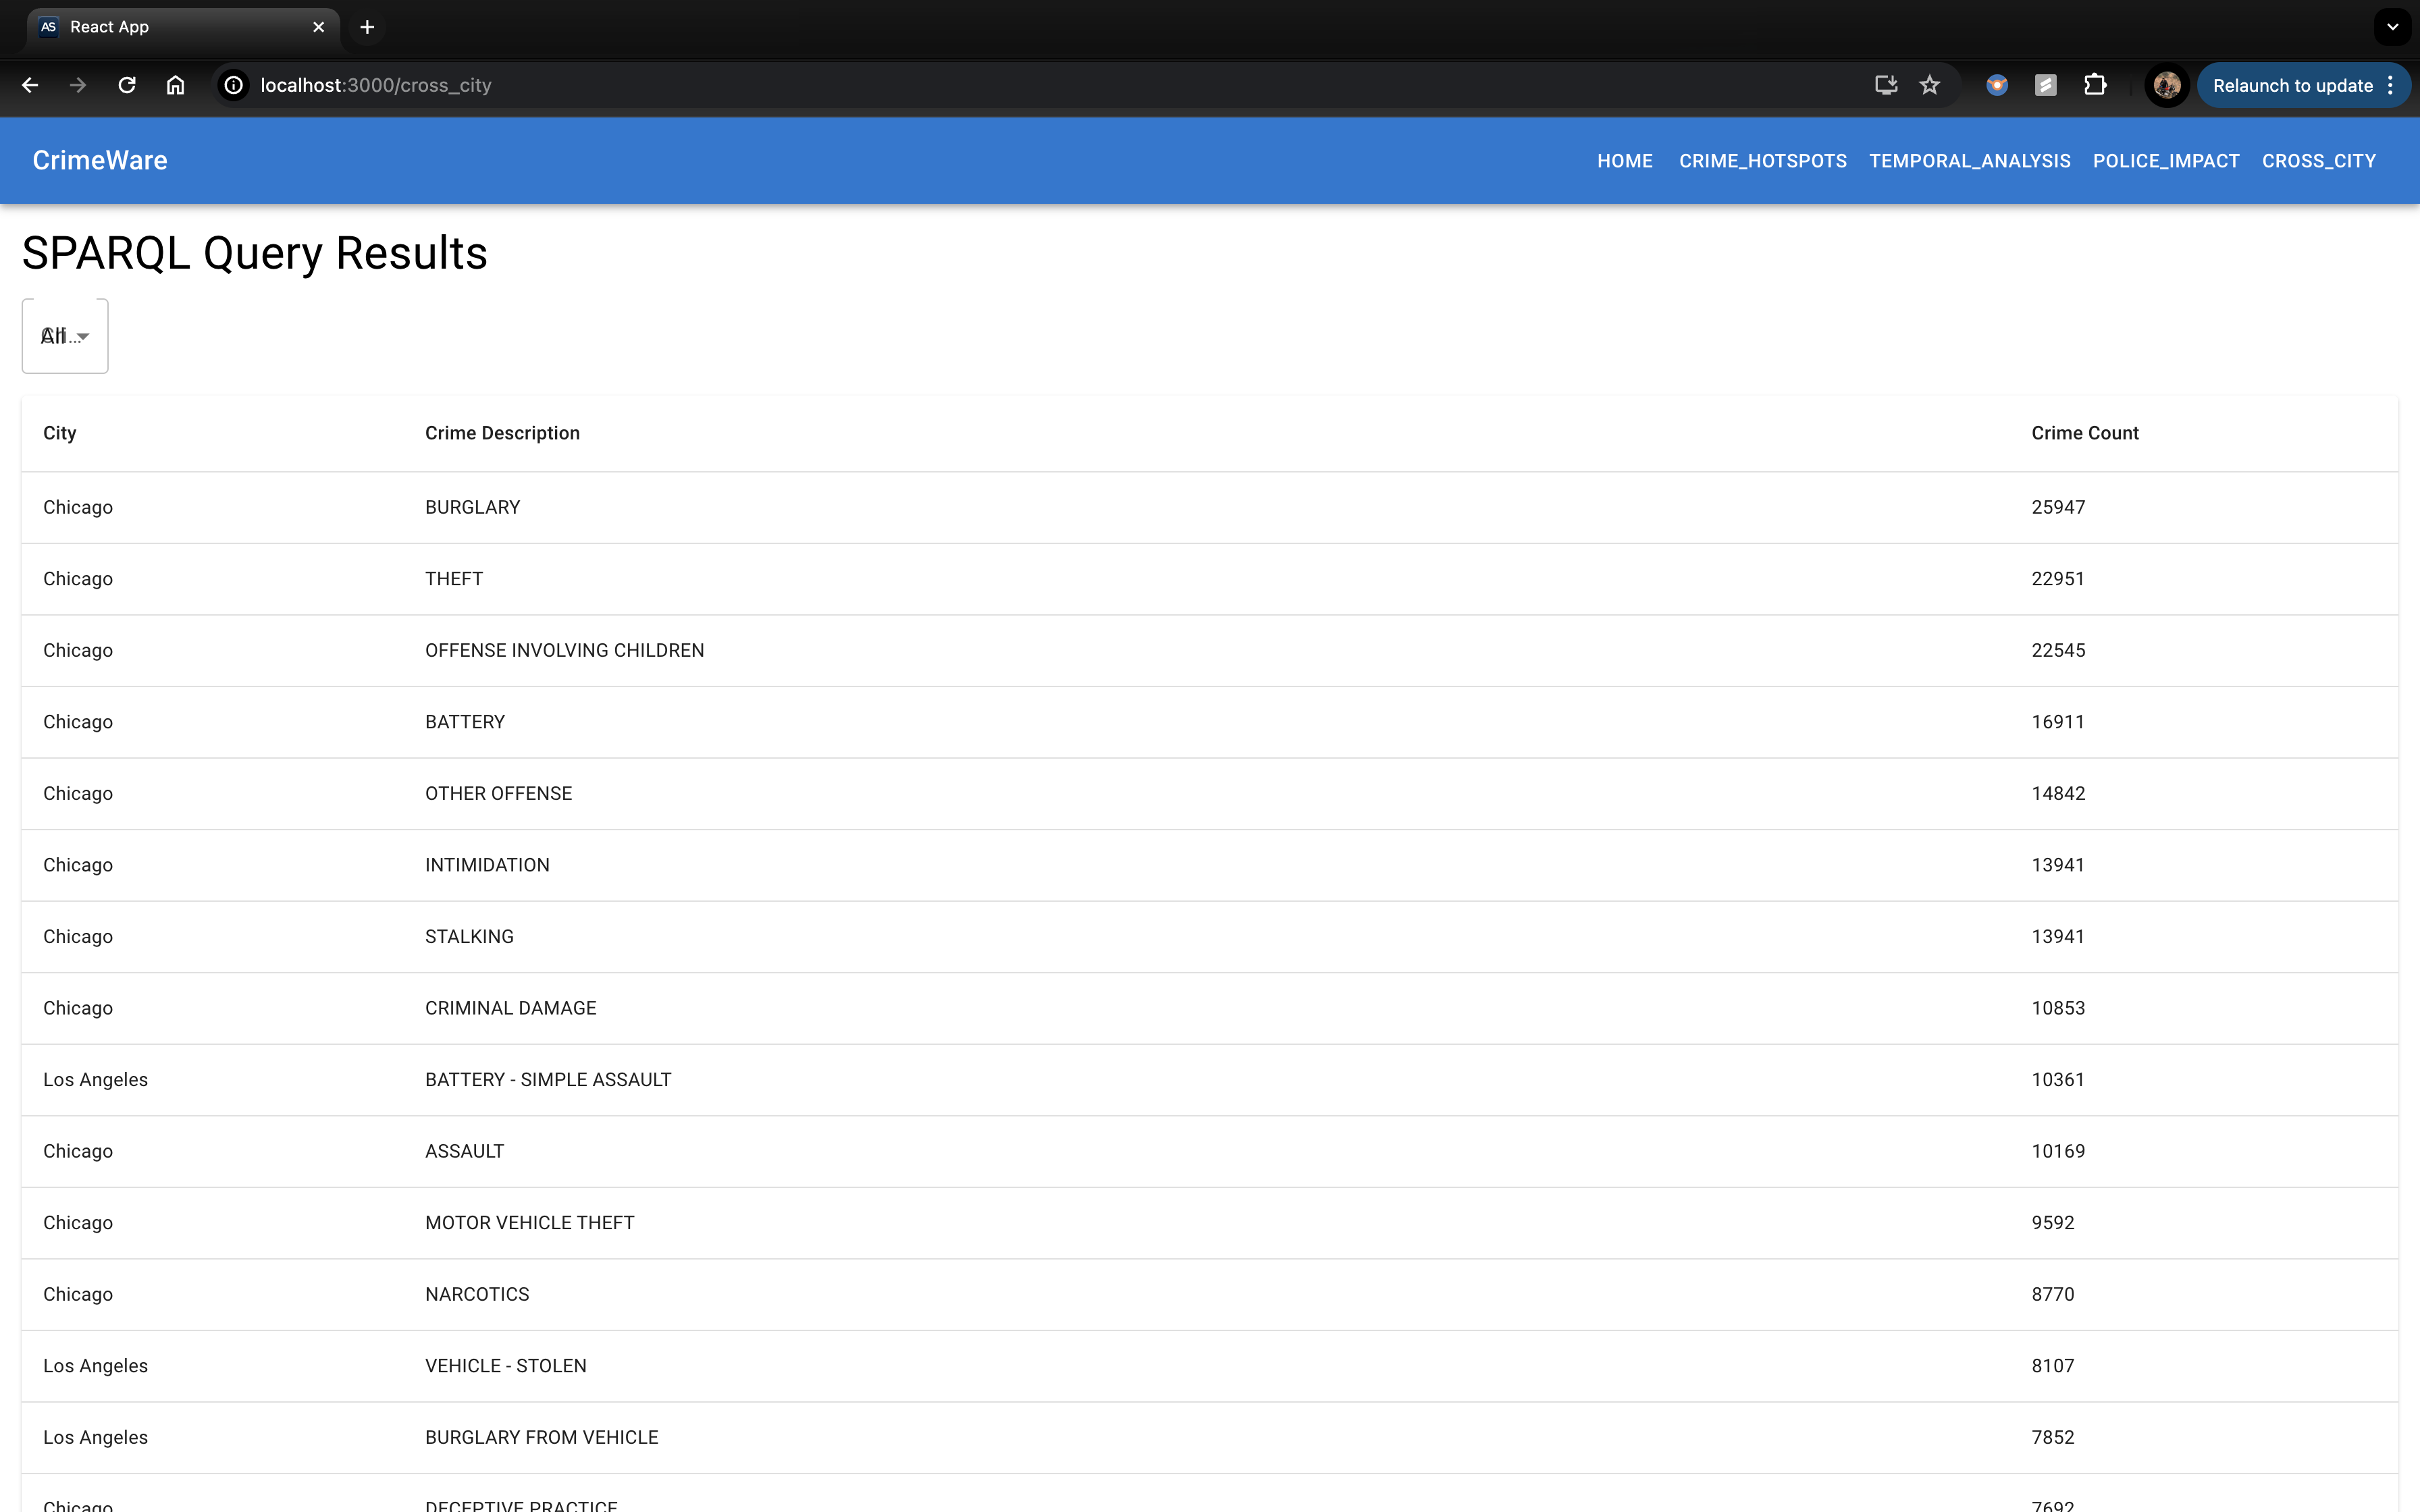 AS React App
localhost:3000/cross_city
Relaunch to update
CrimeWare HOME CRIME_HOTSPOTS TEMPORAL_ANALYSIS POLICE_IMPACT CROSS_CITY
SPARQL Query Results
All
City Crime Description Crime Count
Chicago BURGLARY 25947
Chicago THEFT 22951
Chicago OFFENSE INVOLVING CHILDREN 22545
Chicago BATTERY 16911
Chicago OTHER OFFENSE 14842
Chicago INTIMIDATION 13941
Chicago STALKING 13941
Chicago CRIMINAL DAMAGE 10853
Los Angeles BATTERY - SIMPLE ASSAULT 10361
Chicago ASSAULT 10169
Chicago MOTOR VEHICLE THEFT 9592
Chicago NARCOTICS 8770
Los Angeles VEHICLE - STOLEN 8107
Los Angeles BURGLARY FROM VEHICLE 7852
Chicago DECEPTIVE PRACTICE 7692